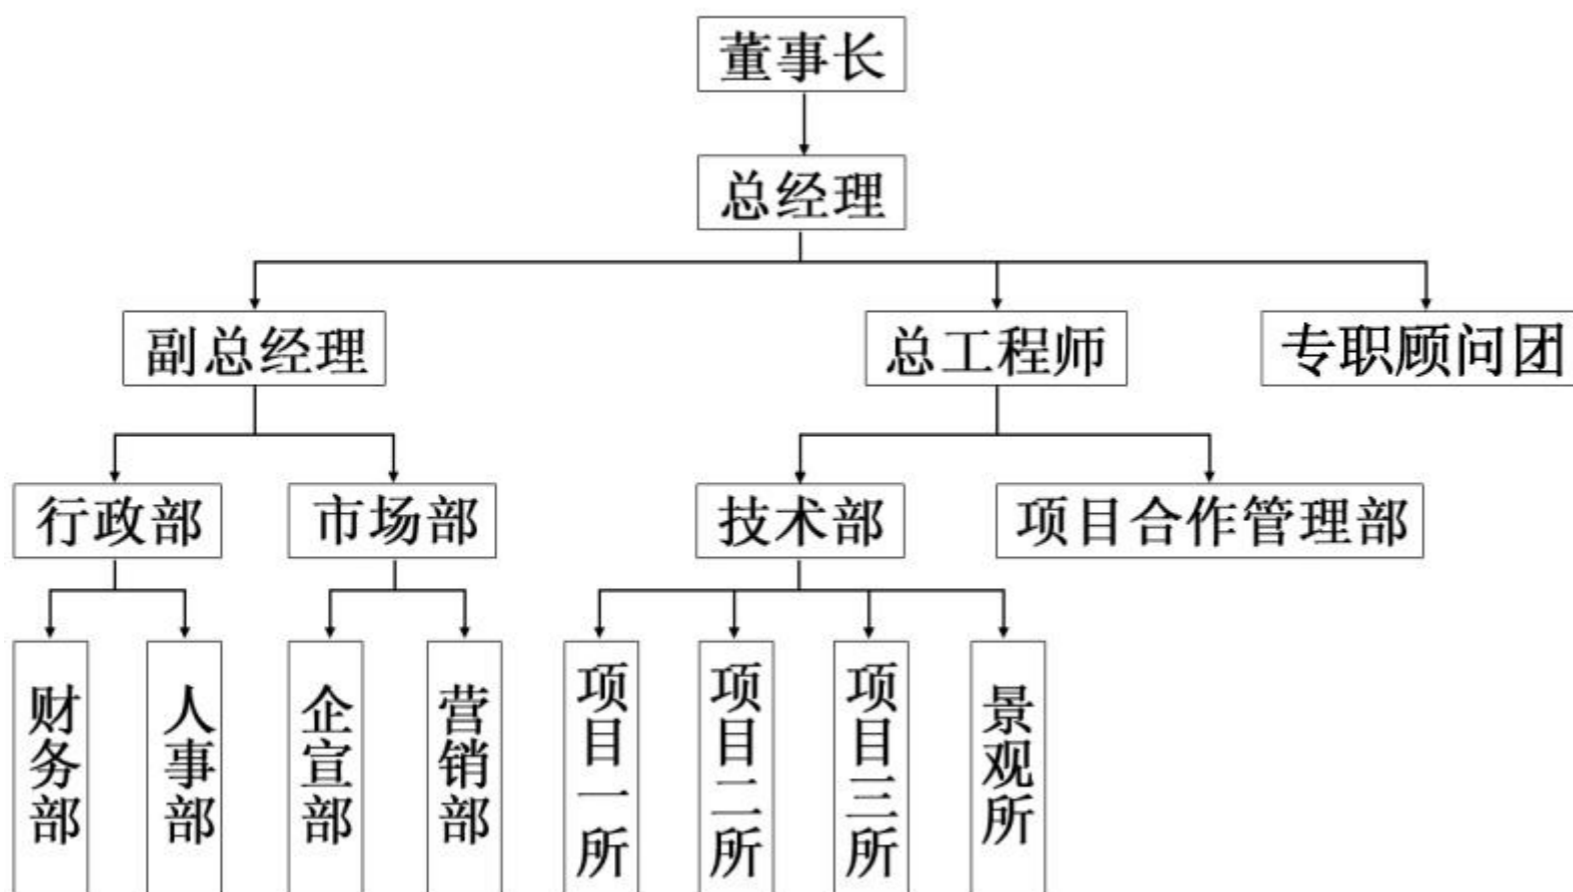 董事长
总经理
副总经理
总工程师
专职顾问团
行政部
市场部
技术部
项目合作管理部
财务部
人事部
企宣部
营销部
项目一所
项目二所
项目三所
景观所